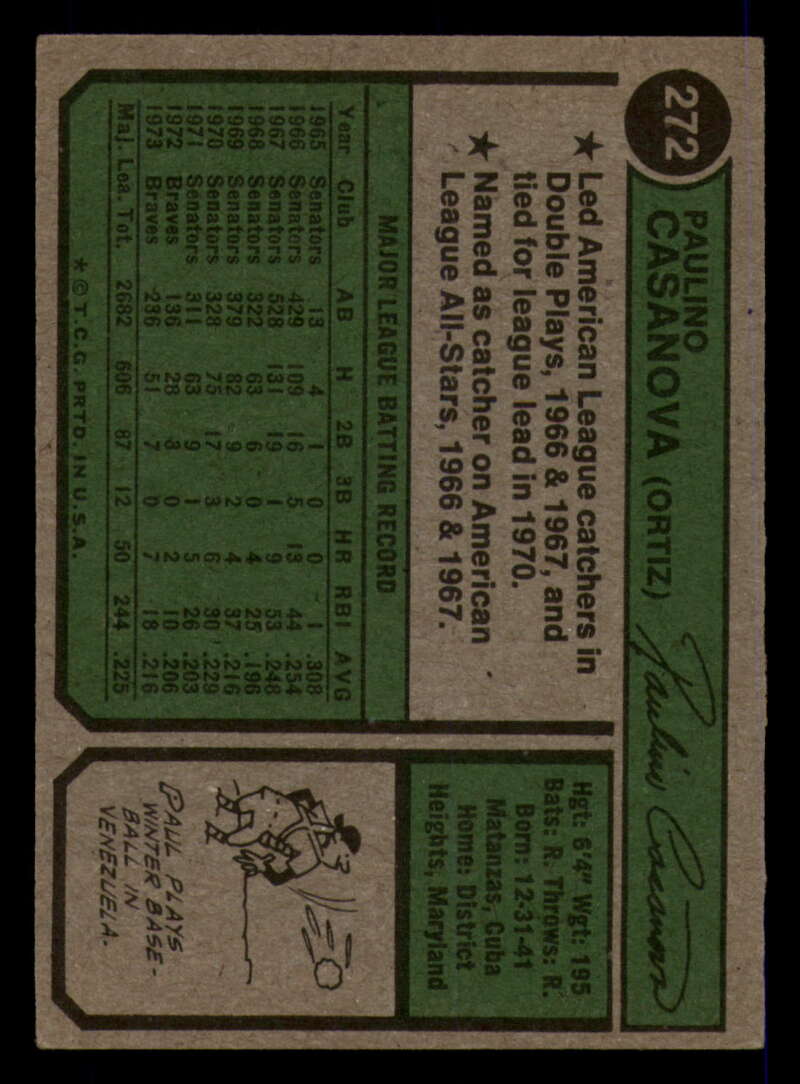 272
PAULINO
CASANOVA (ORTIZ)
Paulino Casanova
★ Led American League catchers in
Double Plays, 1966 & 1967, and
tied for league lead in 1970.
★ Named as catcher on American
League All-Stars, 1966 & 1967.
Hgt: 6'4" Wgt: 195
Bats: R. Throws: R.
Born: 12-31-41
Matanzas, Cuba
Home: District
Heights, Maryland
MAJOR LEAGUE BATTING RECORD
Year Club AB H 2B 3B HR RBI AVG
1965 Senators 13 4 1 0 0 1 .308
1966 Senators 429 109 16 5 13 44 .254
1967 Senators 528 131 19 1 9 53 .248
1968 Senators 322 63 6 0 4 25 .196
1969 Senators 379 82 9 2 4 37 .216
1970 Senators 328 75 17 3 6 30 .229
1971 Senators 311 63 9 1 5 26 .203
1972 Braves 136 28 3 0 2 10 .206
1973 Braves 236 51 7 0 7 18 .216
Maj. Lea. Tot. 2682 606 87 12 50 244 .225
* © T.C.G. PRTD. IN U.S.A.
PAUL PLAYS
WINTER BASE-
BALL IN
VENEZUELA.